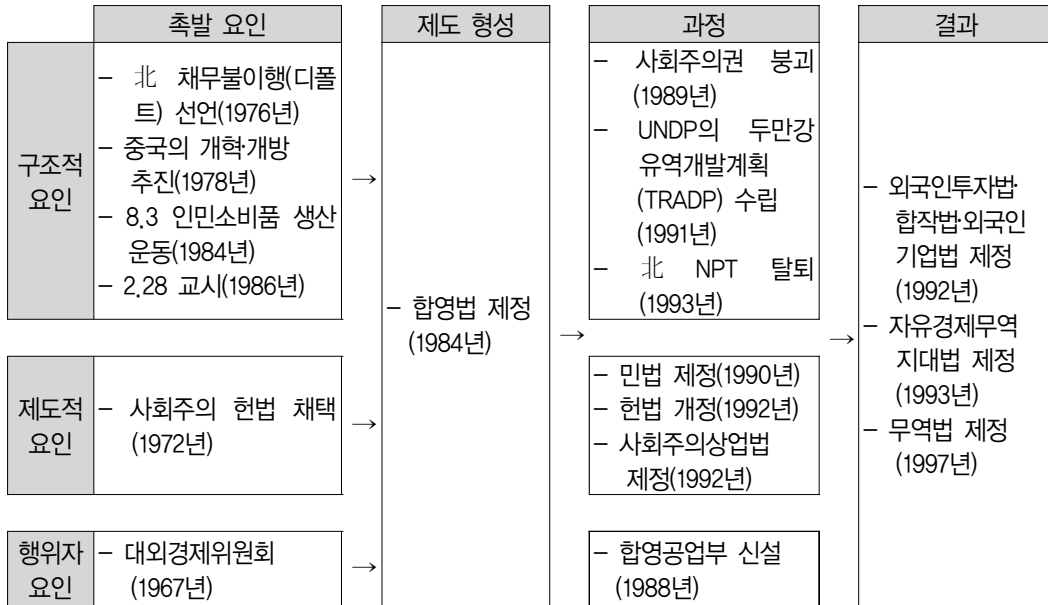 촉발 요인
제도 형성
과정
결과
구조적
요인
– 北 채무불이행(디폴
트) 선언(1976년)
– 중국의 개혁·개방
추진(1978년)
– 8.3 인민소비품 생산
운동(1984년)
– 2.28 교시(1986년)
→
– 합영법 제정
(1984년)
→
– 사회주의권 붕괴
(1989년)
– UNDP의 두만강
유역개발계획
(TRADP) 수립
(1991년)
– 北 NPT 탈퇴
(1993년)
→
– 외국인투자법·
합작법·외국인
기업법 제정
(1992년)
– 자유경제무역
지대법 제정
(1993년)
– 무역법 제정
(1997년)
제도적
요인
– 사회주의 헌법 채택
(1972년)
→
– 민법 제정(1990년)
– 헌법 개정(1992년)
– 사회주의상업법
제정(1992년)
행위자
요인
– 대외경제위원회
(1967년)
→
– 합영공업부 신설
(1988년)